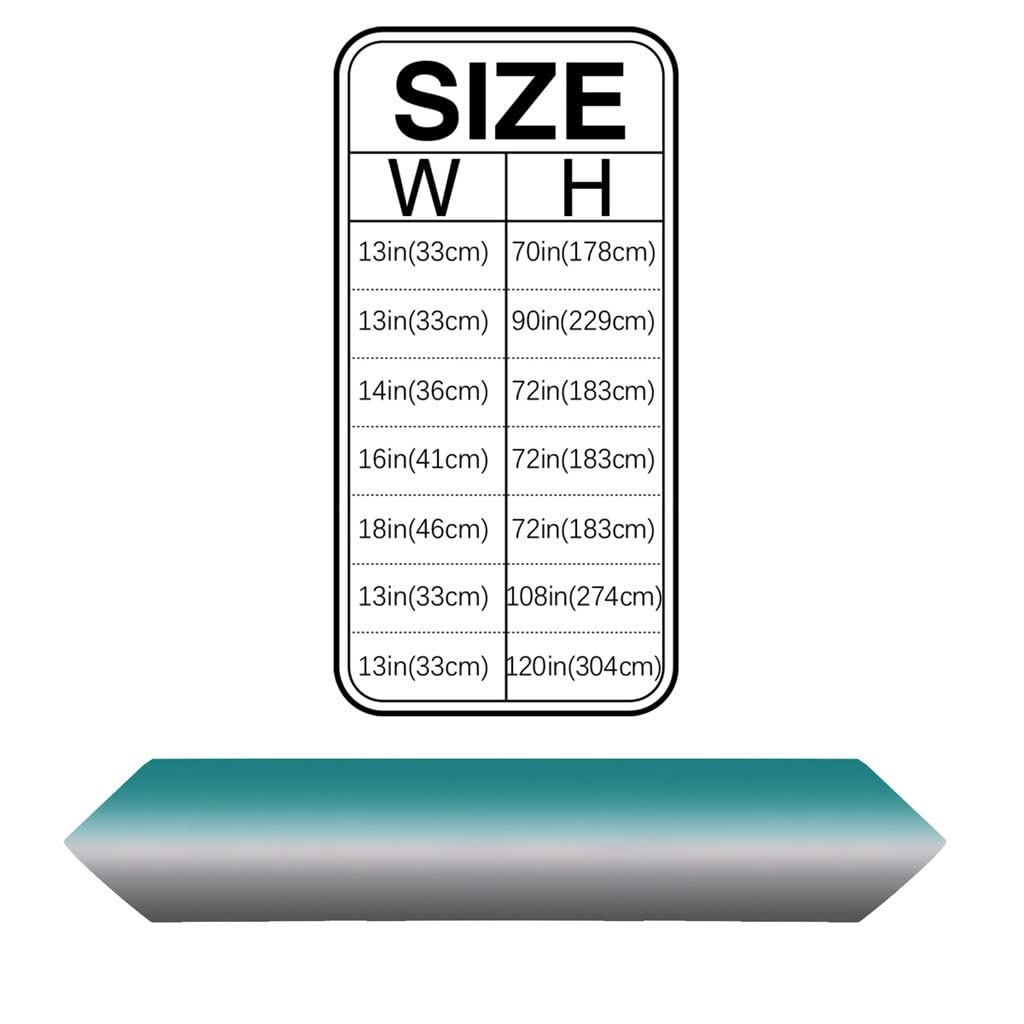 SIZE
W H
13in(33cm) 70in(178cm)
13in(33cm) 90in(229cm)
14in(36cm) 72in(183cm)
16in(41cm) 72in(183cm)
18in(46cm) 72in(183cm)
13in(33cm) 108in(274cm)
13in(33cm) 120in(304cm)